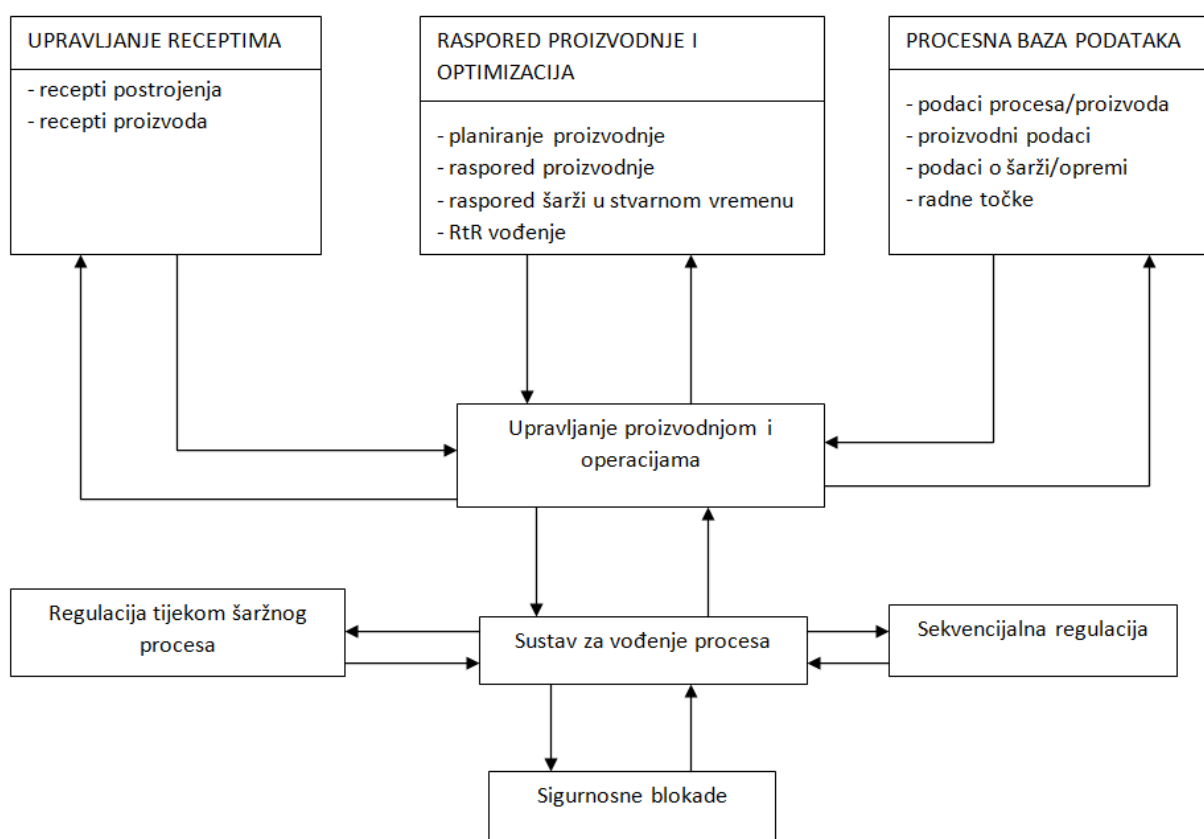 UPRAVLJANJE RECEPTIMA
- recepti postrojenja
- recepti proizvoda
RASPORED PROIZVODNJE I
OPTIMIZACIJA
- planiranje proizvodnje
- raspored proizvodnje
- raspored šarži u stvarnom vremenu
- RtR vođenje
PROCESNA BAZA PODATAKA
- podaci procesa/proizvoda
- proizvodni podaci
- podaci o šarži/opremi
- radne točke
Upravljanje proizvodnjom i
operacijama
Regulacija tijekom šaržnog
procesa
Sustav za vođenje procesa
Sekvencijalna regulacija
Sigurnosne blokade